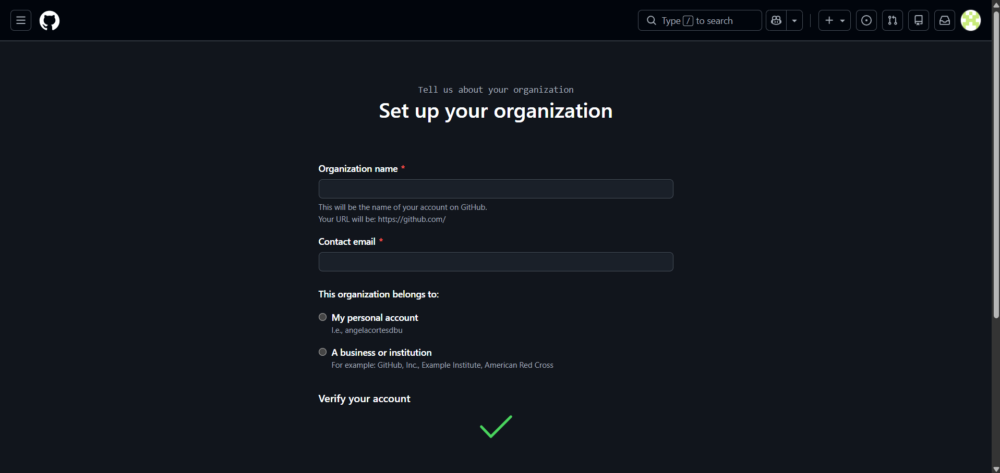 Type / to search
Tell us about your organization
Set up your organization
Organization name *
This will be the name of your account on GitHub.
Your URL will be: https://github.com/
Contact email *
This organization belongs to:
My personal account
I.e., angelacortesdbu
A business or institution
For example: GitHub, Inc., Example Institute, American Red Cross
Verify your account